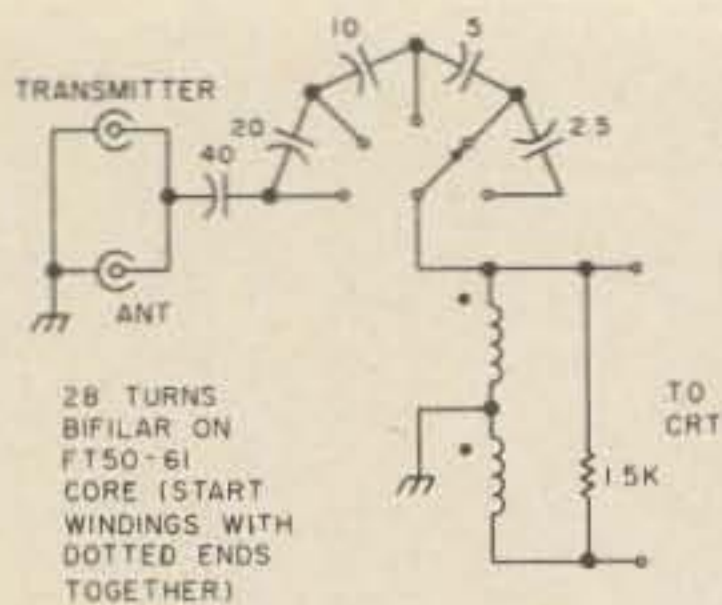 10
5
TRANSMITTER
20
2.5
40
ANT
28 TURNS
BIFILAR ON
FT50-61
CORE (START
WINDINGS WITH
DOTTED ENDS
TOGETHER)
TO
CRT
1.5K